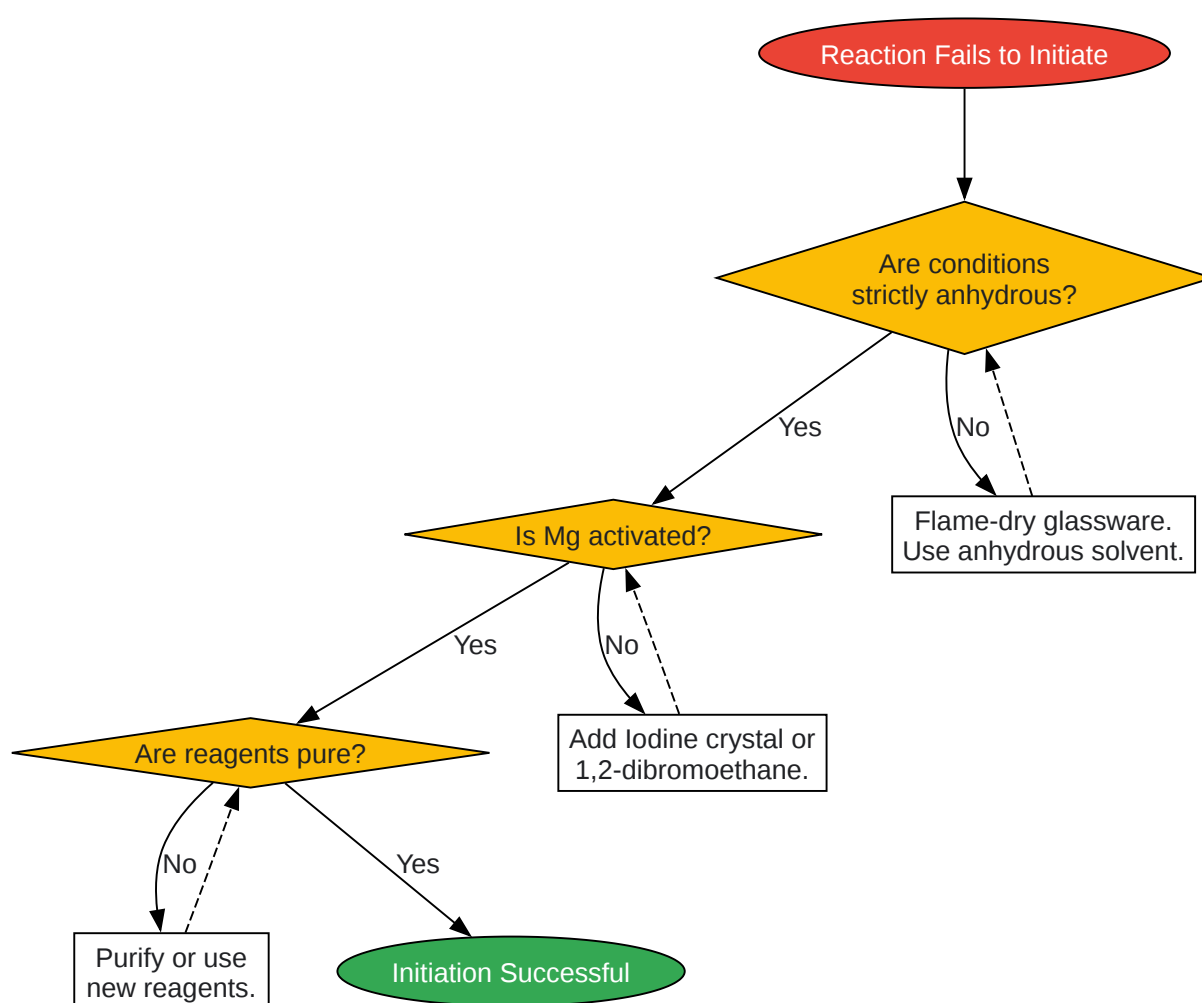 Reaction Fails to Initiate
Are conditions
strictly anhydrous?
Yes
No
Flame-dry glassware.
Use anhydrous solvent.
Is Mg activated?
Yes
No
Add Iodine crystal or
1,2-dibromoethane.
Are reagents pure?
No
Yes
Purify or use
new reagents.
Initiation Successful